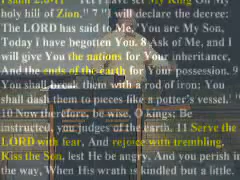 Yet I have set My King On My
holy hill of Zion." 7 "I will declare the decree:
The LORD has said to Me, 'You are My Son,
Today I have begotten You. 8 Ask of Me, and I
will give You the nations for Your inheritance,
And the ends of the earth for Your possession. 9
You shall break them with a rod of iron; You
shall dash them to pieces like a potter's vessel.
10 Now therefore, be wise, O kings; Be
instructed, you judges of the earth. 11 Serve the
LORD with fear, And rejoice with trembling.
Kiss the Son, lest He be angry, And you perish in
the way, When His wrath is kindled but a little.